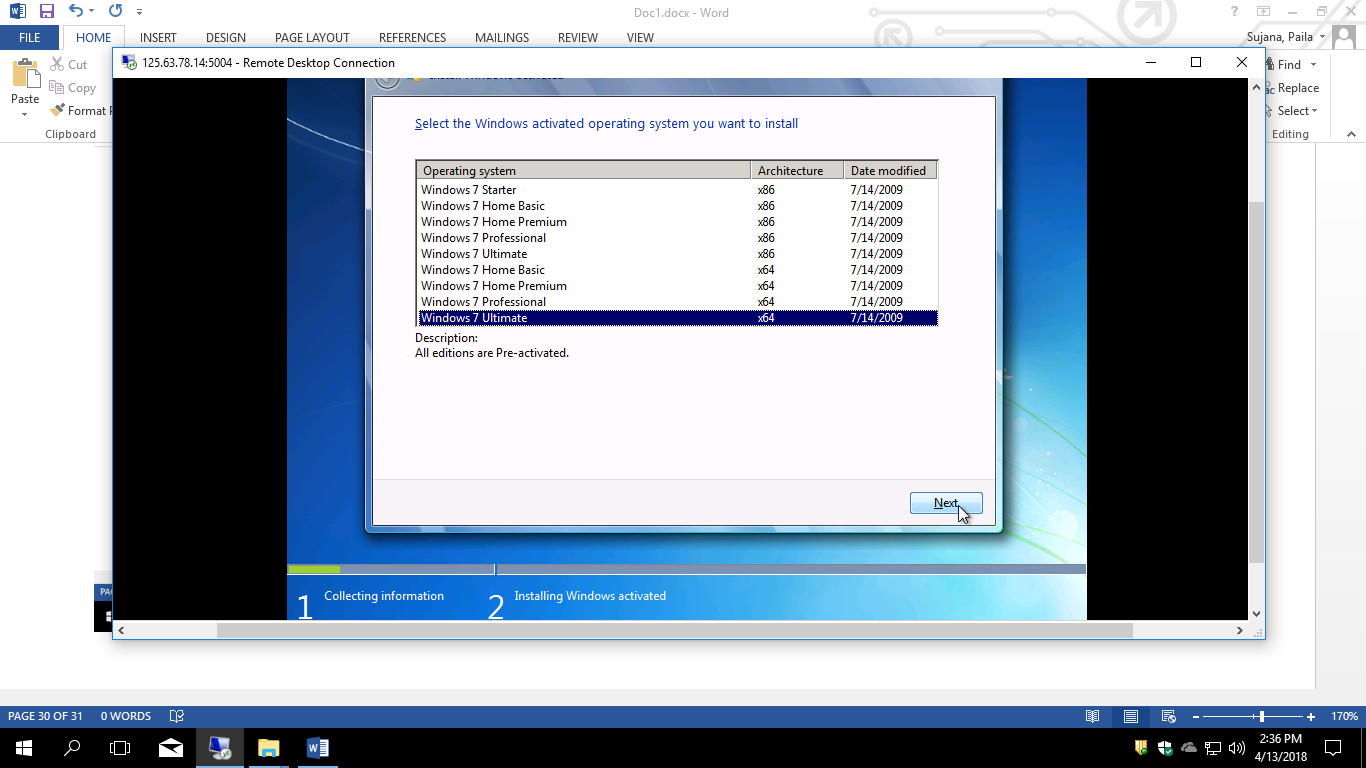 Doc1.docx - Word
FILE HOME INSERT DESIGN PAGE LAYOUT REFERENCES MAILINGS REVIEW VIEW Sujana, Paila
Paste
Cut
Copy
Format
Clipboard
Find
Replace
Select
Editing
125.63.78.14:5004 - Remote Desktop Connection
Install Windows activated
Select the Windows activated operating system you want to install
Operating system Architecture Date modified
Windows 7 Starter x86 7/14/2009
Windows 7 Home Basic x86 7/14/2009
Windows 7 Home Premium x86 7/14/2009
Windows 7 Professional x86 7/14/2009
Windows 7 Ultimate x86 7/14/2009
Windows 7 Home Basic x64 7/14/2009
Windows 7 Home Premium x64 7/14/2009
Windows 7 Professional x64 7/14/2009
Windows 7 Ultimate x64 7/14/2009
Description:
All editions are Pre-activated.
Next
1 Collecting information 2 Installing Windows activated
PAGE 30 OF 31 0 WORDS 170%
2:36 PM
4/13/2018